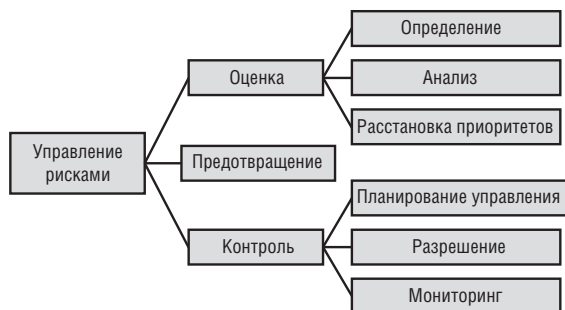 Определение
Оценка
Анализ
Расстановка приоритетов
Управление
рисками
Предотвращение
Планирование управления
Контроль
Разрешение
Мониторинг